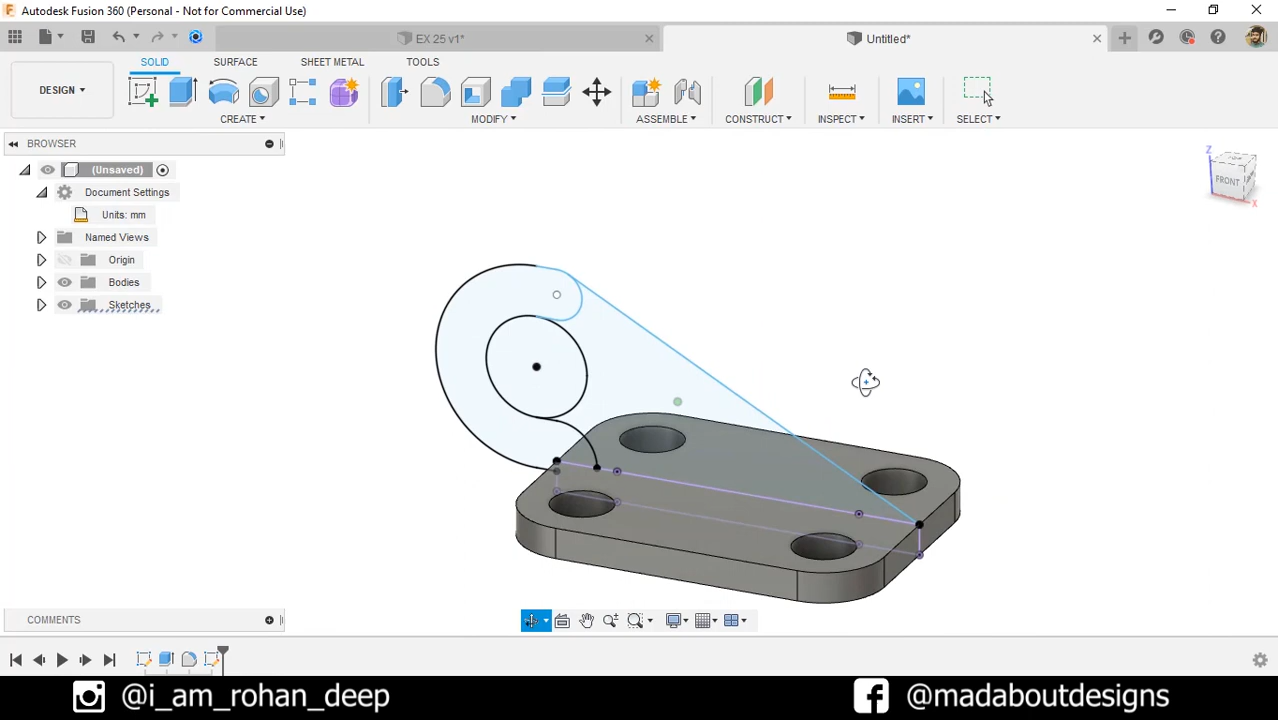 Autodesk Fusion 360 (Personal - Not for Commercial Use)
EX 25 v1*
Untitled*
DESIGN
SOLID
SURFACE
SHEET METAL
TOOLS
CREATE
MODIFY
ASSEMBLE
CONSTRUCT
INSPECT
INSERT
SELECT
BROWSER
(Unsaved)
Document Settings
Units: mm
Named Views
Origin
Bodies
Sketches
Z
TOP
FRONT
X
COMMENTS
@i_am_rohan_deep
@madaboutdesigns